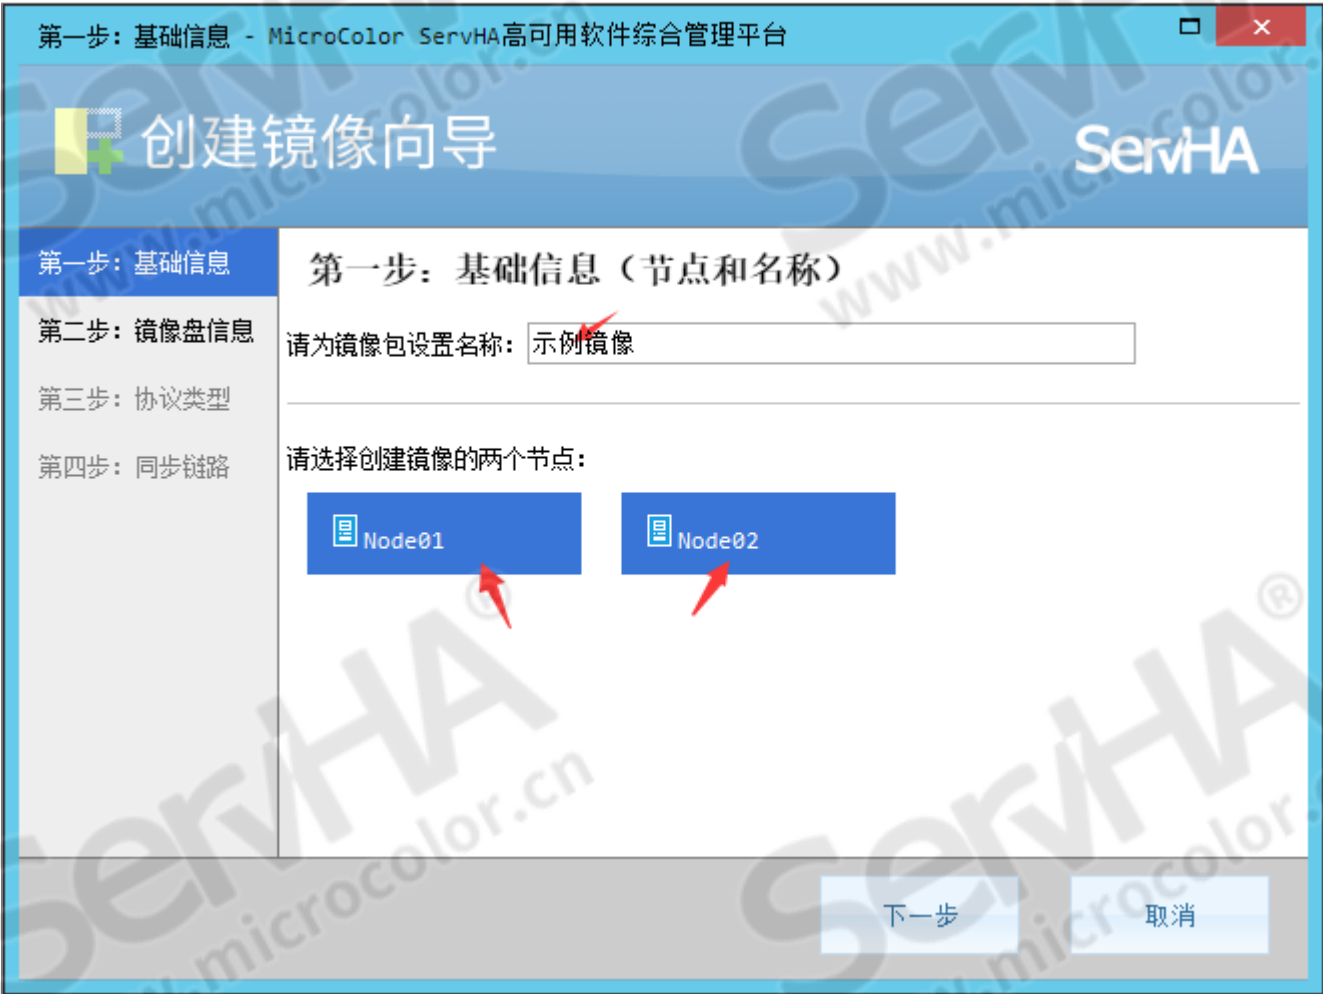 第一步：基础信息 - MicroColor ServHA高可用软件综合管理平台
创建镜像向导
ServHA
第一步：基础信息
第二步：镜像盘信息
第三步：协议类型
第四步：同步链路
第一步：基础信息（节点和名称）
请为镜像包设置名称：
示例镜像
请选择创建镜像的两个节点：
Node01
Node02
下一步
取消
ServHA®
www.microcolor.cn